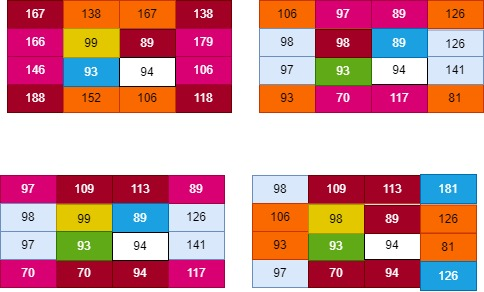 167 138 167 138
166 99 89 179
146 93 94 106
188 152 106 118
106 97 89 126
98 98 89 126
97 93 94 141
93 70 117 81
97 109 113 89
98 99 89 126
97 93 94 141
70 70 94 117
98 109 113 181
106 98 89 126
93 93 94 81
97 70 94 126